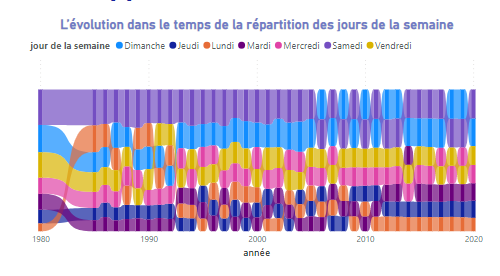 L'évolution dans le temps de la répartition des jours de la semaine
jour de la semaine Dimanche Jeudi Lundi Mardi Mercredi Samedi Vendredi
1980 1990 2000 2010 2020
année